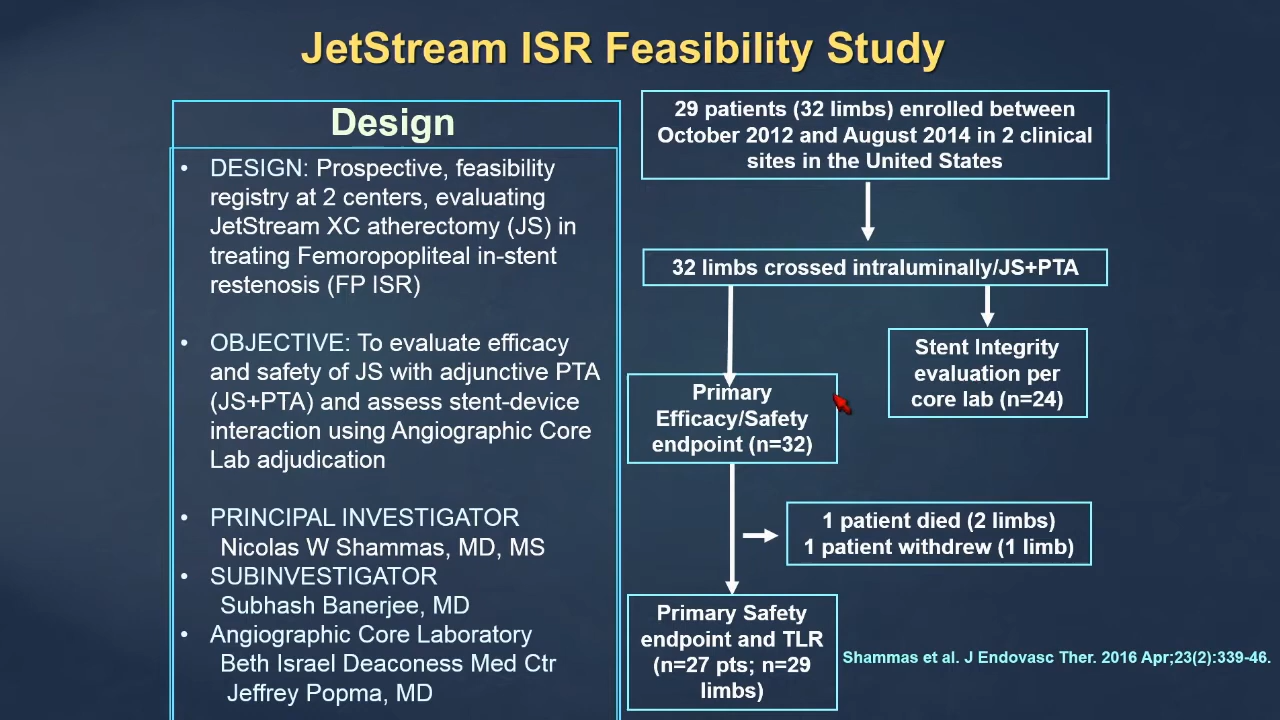 JetStream ISR Feasibility Study
Design
• DESIGN: Prospective, feasibility
registry at 2 centers, evaluating
JetStream XC atherectomy (JS) in
treating Femoropopliteal in-stent
restenosis (FP ISR)
• OBJECTIVE: To evaluate efficacy
and safety of JS with adjunctive PTA
(JS+PTA) and assess stent-device
interaction using Angiographic Core
Lab adjudication
• PRINCIPAL INVESTIGATOR
Nicolas W Shammas, MD, MS
• SUBINVESTIGATOR
Subhash Banerjee, MD
• Angiographic Core Laboratory
Beth Israel Deaconess Med Ctr
Jeffrey Popma, MD
29 patients (32 limbs) enrolled between
October 2012 and August 2014 in 2 clinical
sites in the United States
32 limbs crossed intraluminally/JS+PTA
Stent Integrity
evaluation per
core lab (n=24)
Primary
Efficacy/Safety
endpoint (n=32)
1 patient died (2 limbs)
1 patient withdrew (1 limb)
Primary Safety
endpoint and TLR
(n=27 pts; n=29
limbs)
Shammas et al. J Endovasc Ther. 2016 Apr;23(2):339-46.